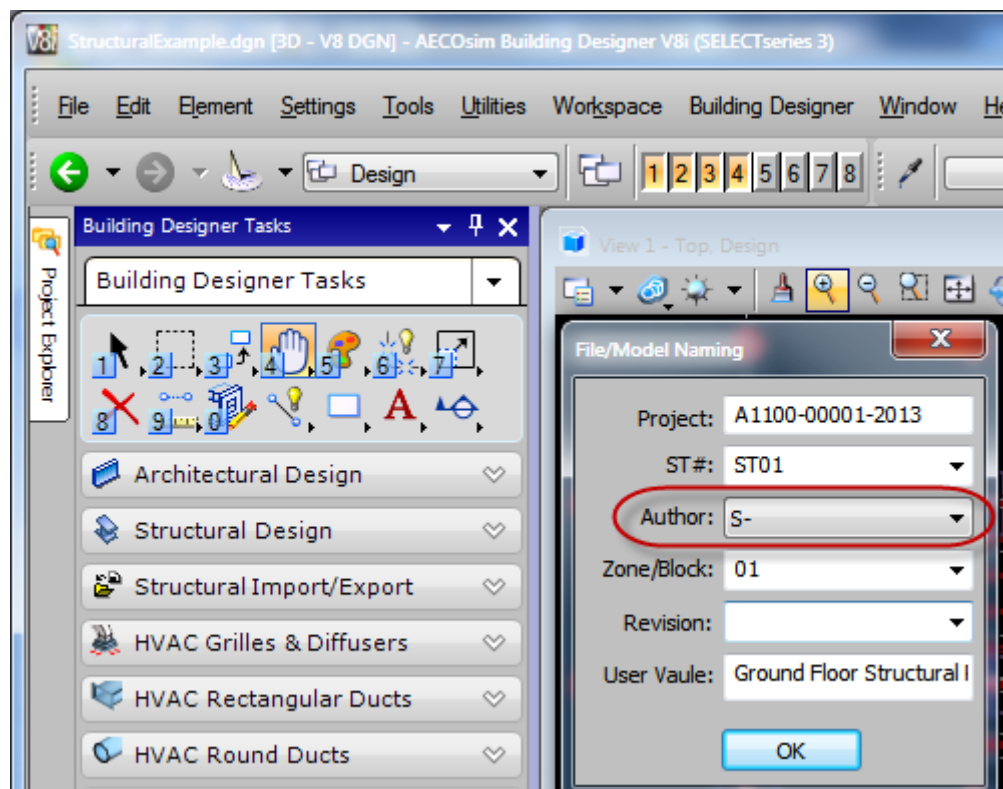 V8i StructuralExample.dgn [3D - V8 DGN] - AECOsim Building Designer V8i (SELECTseries 3)
File Edit Element Settings Tools Utilities Workspace Building Designer Window He
Design 1 2 3 4 5 6 7 8
Project Explorer
Building Designer Tasks
Building Designer Tasks
1 2 3 4 5 6 7
8 9 0 A
Architectural Design
Structural Design
Structural Import/Export
HVAC Grilles & Diffusers
HVAC Rectangular Ducts
HVAC Round Ducts
View 1 - Top, Design
File/Model Naming
Project: A1100-00001-2013
ST#: ST01
Author: S-
Zone/Block: 01
Revision:
User Vaule: Ground Floor Structural
OK